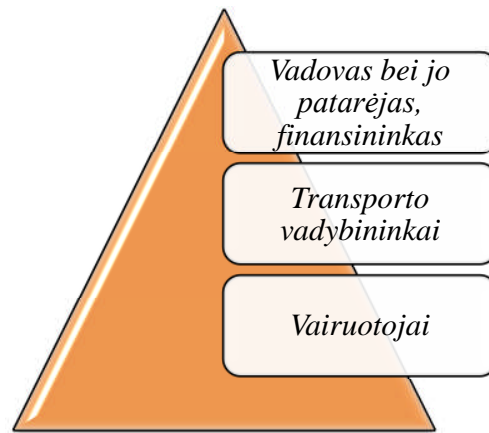 Vadovas bei jo
patarėjas,
finansininkas
Transporto
vadybininkai
Vairuotojai